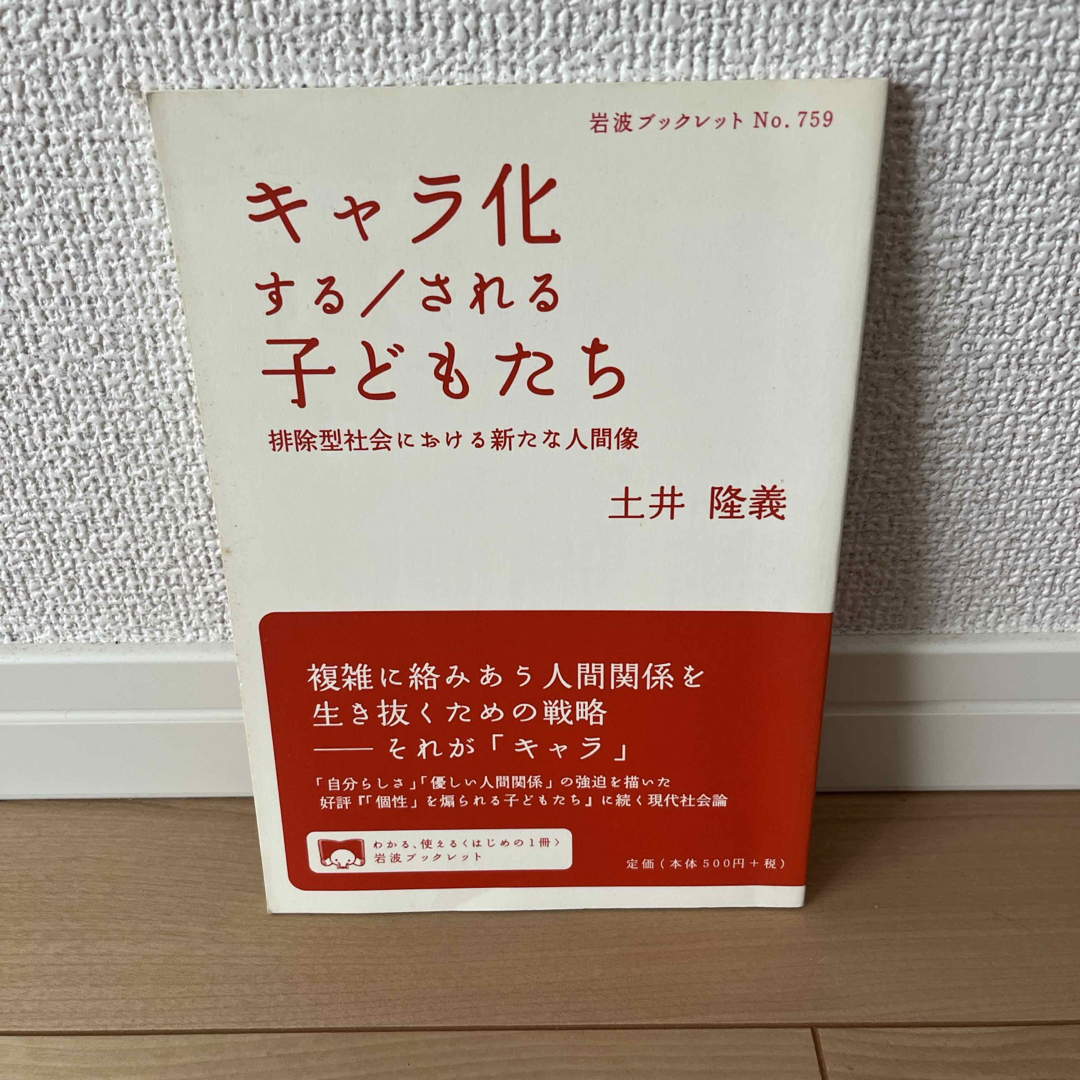 岩波ブックレット No. 759
キャラ化
する／される
子どもたち
排除型社会における新たな人間像
土井 隆義
複雑に絡みあう人間関係を
生き抜くための戦略
── それが「キャラ」
「自分らしさ」「優しい人間関係」の強迫を描いた
好評『「個性」を煽られる子どもたち』に続く現代社会論
わかる、使える〈はじめの1冊〉
岩波ブックレット
定価（本体500円＋税）